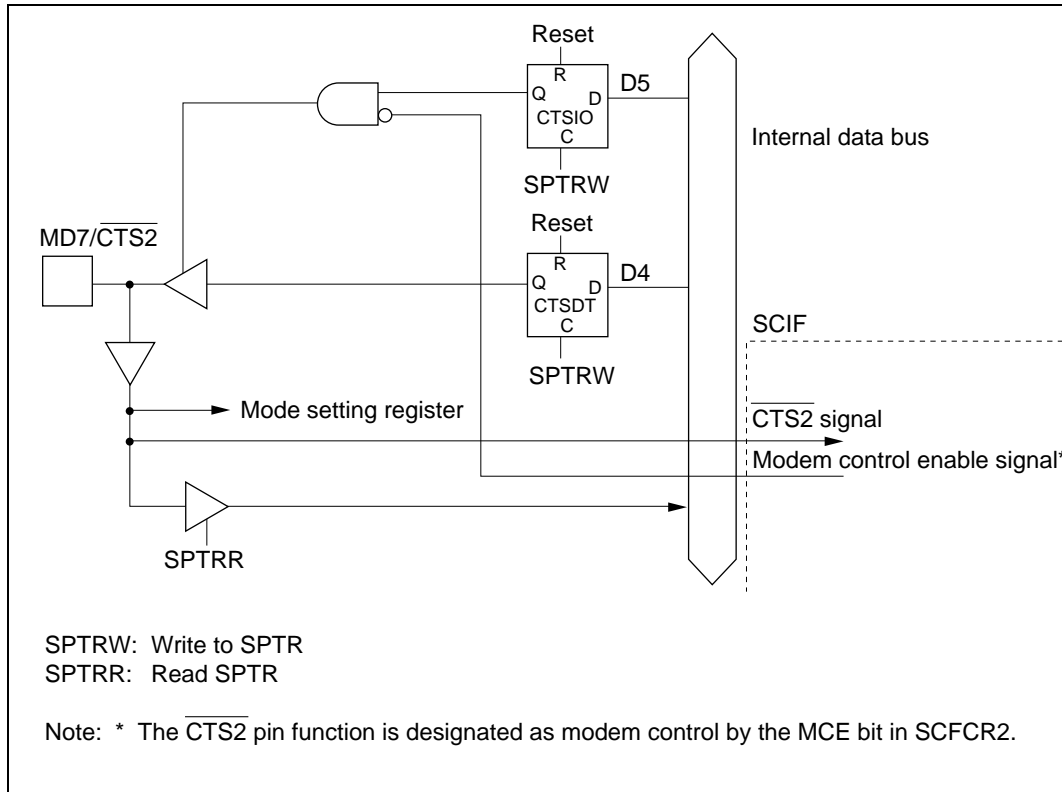 Reset
R
D5
Q
D
CTSIO
C
Internal data bus
SPTRW
MD7/CTS2
Reset
R
D4
Q
D
CTSDT
C
SCIF
SPTRW
Mode setting register
CTS2 signal
Modem control enable signal*
SPTRR
SPTRW: Write to SPTR
SPTRR: Read SPTR
Note: * The CTS2 pin function is designated as modem control by the MCE bit in SCFCR2.